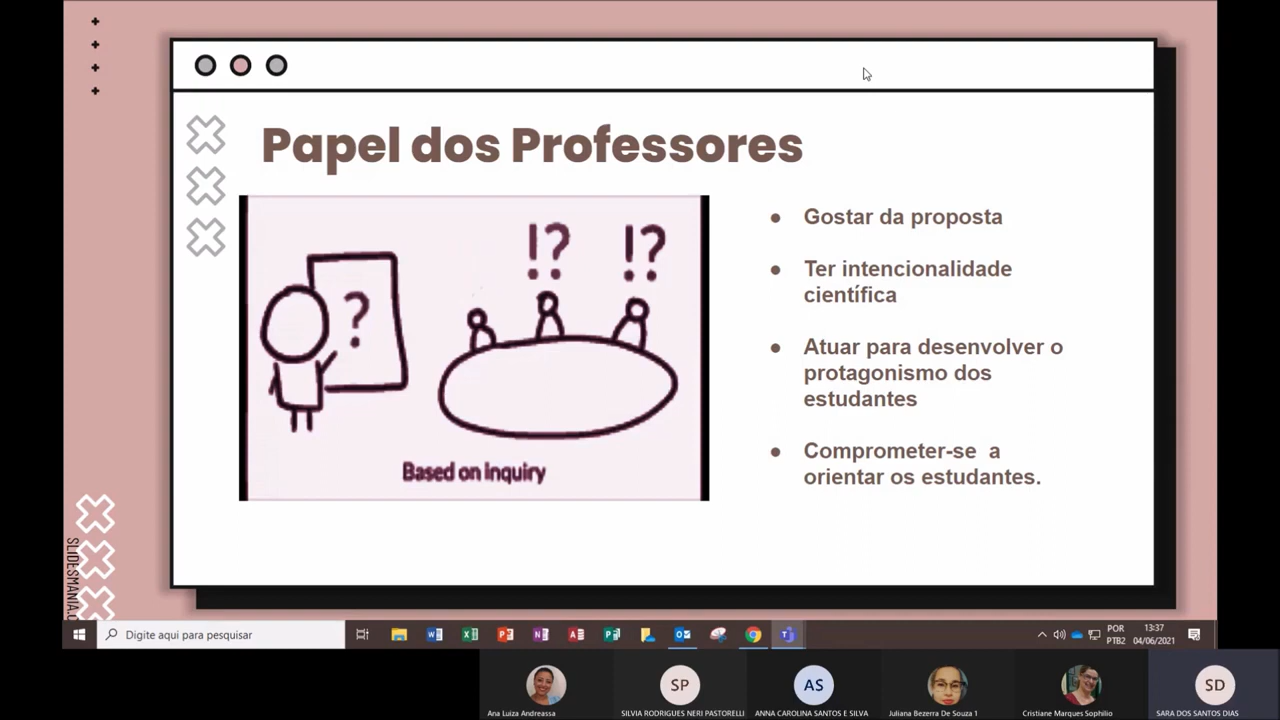 Papel dos Professores
?
!? !?
Based on inquiry
Gostar da proposta
Ter intencionalidade
científica
Atuar para desenvolver o
protagonismo dos
estudantes
Comprometer-se a
orientar os estudantes.
SLIDESMANIA.C
Digite aqui para pesquisar
POR
PTB2
13:37
04/06/2021
Ana Luiza Andreassa
SP
SILVIA RODRIGUES NERI PASTORELLI
AS
ANNA CAROLINA SANTOS E SILVA
Juliana Bezerra De Souza 1
Cristiane Marques Sophilio
SD
SARA DOS SANTOS DIAS